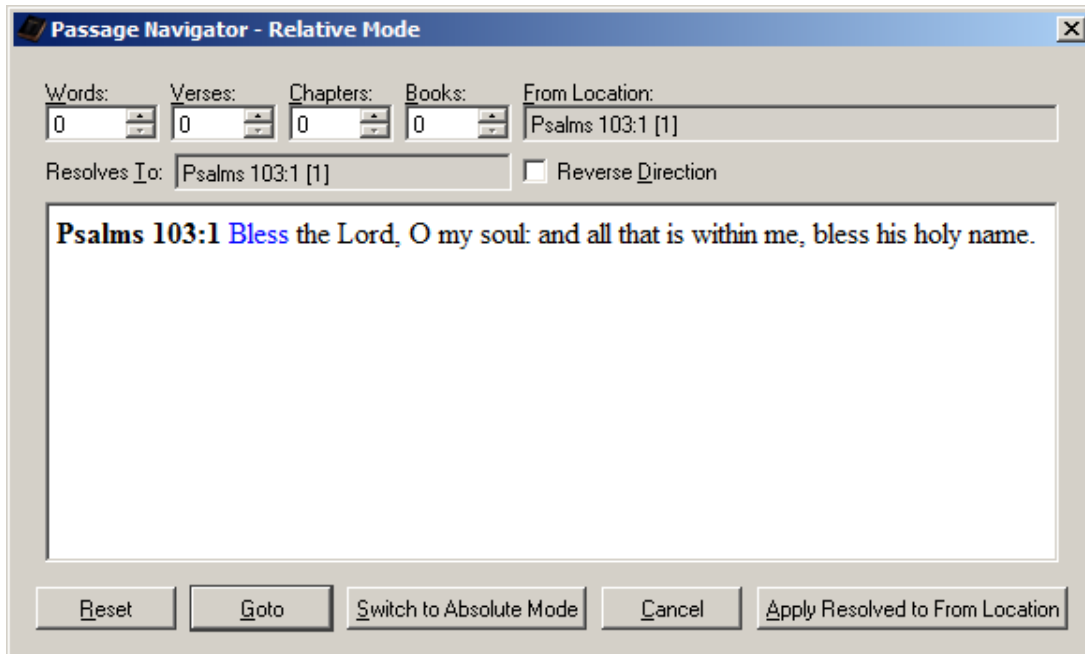 Passage Navigator - Relative Mode
Words: Verses: Chapters: Books: From Location:
0 0 0 0 Psalms 103:1 [1]
Resolves To: Psalms 103:1 [1] Reverse Direction
Psalms 103:1 Bless the Lord, O my soul: and all that is within me, bless his holy name.
Reset Goto Switch to Absolute Mode Cancel Apply Resolved to From Location